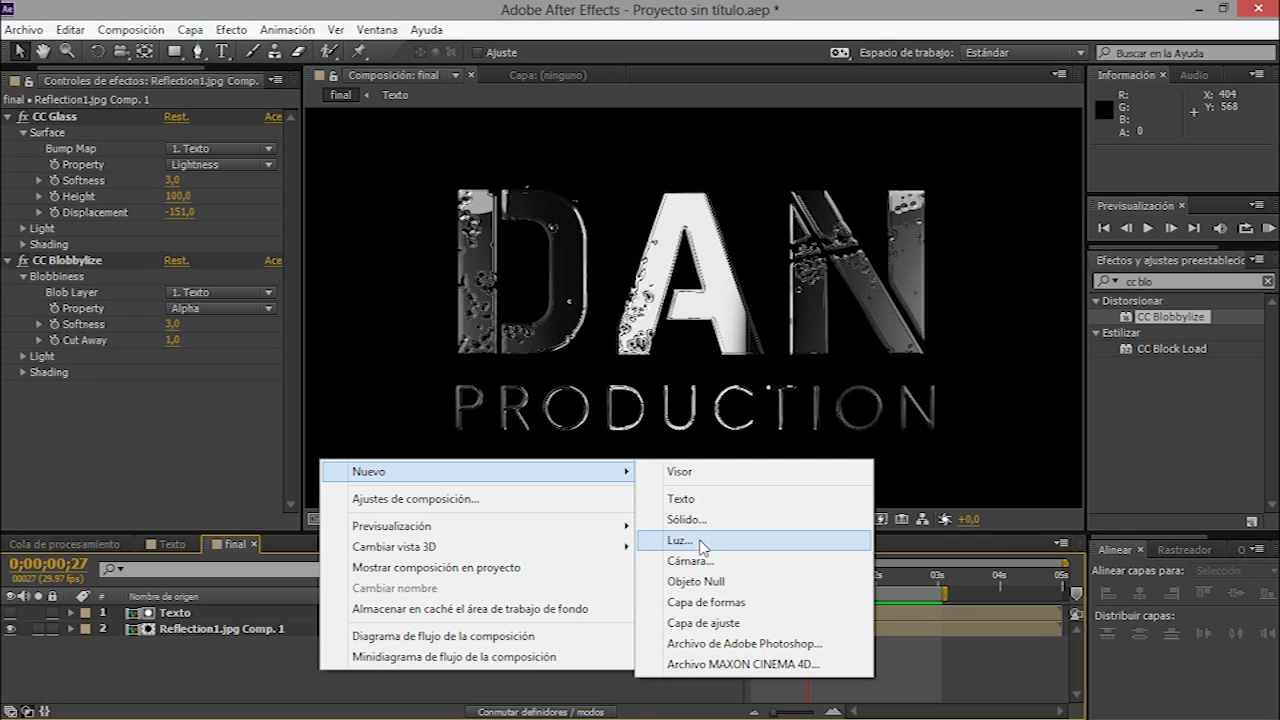 Ae
Adobe After Effects - Proyecto sin título.aep *
Archivo Editar Composición Capa Efecto Animación Ver Ventana Ayuda
Ajuste
Espacio de trabajo: Estándar
Buscar en la Ayuda
Controles de efectos: Reflection1.jpg Comp.
final • Reflection1.jpg Comp. 1
fx CC Glass Rest. Ace
Surface
Bump Map 1. Texto
Property Lightness
Softness 3,0
Height 100,0
Displacement -151,0
Light
Shading
fx CC Blobbylize Rest. Ace
Blobbiness
Blob Layer 1. Texto
Property Alpha
Softness 3,0
Cut Away 1,0
Light
Shading
Composición: final
Capa: (ninguno)
final Texto
DAN
PRODUCTION
Información Audio
R: X: 404
G: Y: 568
B:
A: 0
Previsualización
Efectos y ajustes preestablecic
cc blo
Distorsionar
CC Blobbylize
Estilizar
CC Block Load
Nuevo
Ajustes de composición...
Previsualización
Cambiar vista 3D
Mostrar composición en proyecto
Cambiar nombre
Almacenar en caché el área de trabajo de fondo
Diagrama de flujo de la composición
Minidiagrama de flujo de la composición
Visor
Texto
Sólido...
Luz...
Cámara...
Objeto Null
Capa de formas
Capa de ajuste
Archivo de Adobe Photoshop...
Archivo MAXON CINEMA 4D...
+0,0
Cola de procesamiento Texto final
0;00;00;27
00027 (29.97 fps)
# Nombre de origen
1 Texto
2 Reflection1.jpg Comp. 1
2s 03s 04s 05s
Conmutar definidores / modos
Alinear Rastreador O
Alinear capas para: Selección
Distribuir capas: